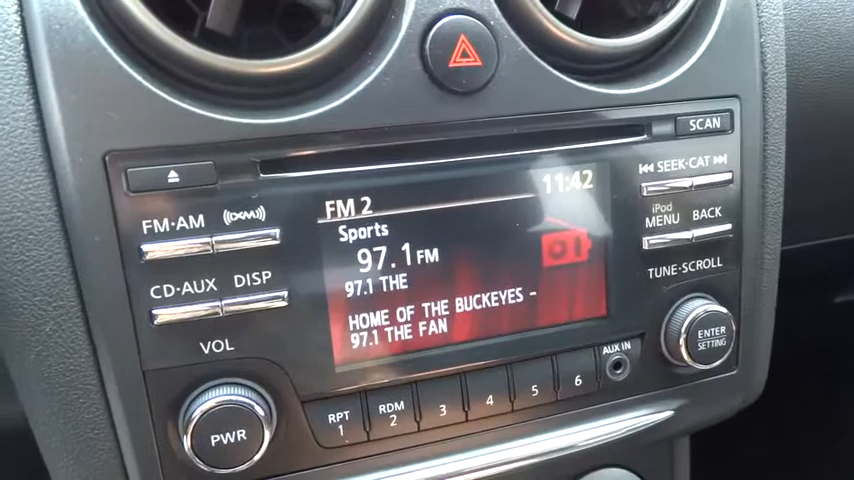 SCAN
FM·AM
XM
SEEK·CAT
CD·AUX
DISP
iPod
MENU
BACK
VOL
TUNE·SCROLL
FM 2
11:42
Sports
97.1 FM
97.1 THE
HOME OF THE BUCKEYES -
97.1 THE FAN
PWR
RPT
1
RDM
2
3
4
5
6
AUX IN
ENTER
SETTING